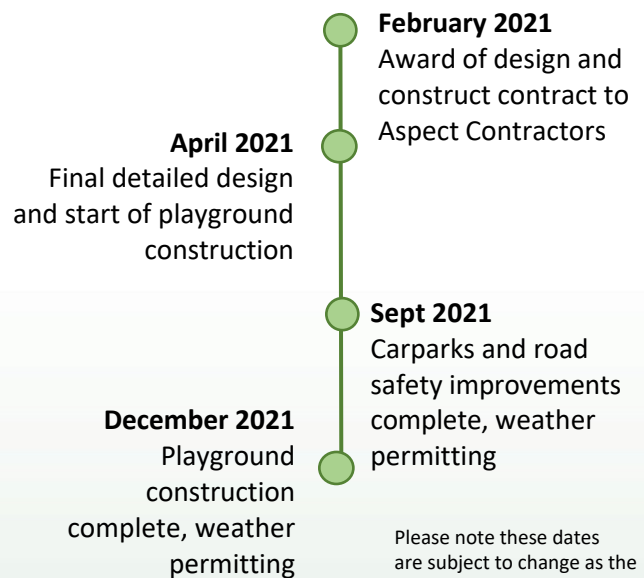 February 2021
Award of design and
construct contract to
Aspect Contractors
April 2021
Final detailed design
and start of playground
construction
Sept 2021
Carparks and road
safety improvements
complete, weather
permitting
December 2021
Playground
construction
complete, weather
permitting
Please note these dates
are subject to change as the